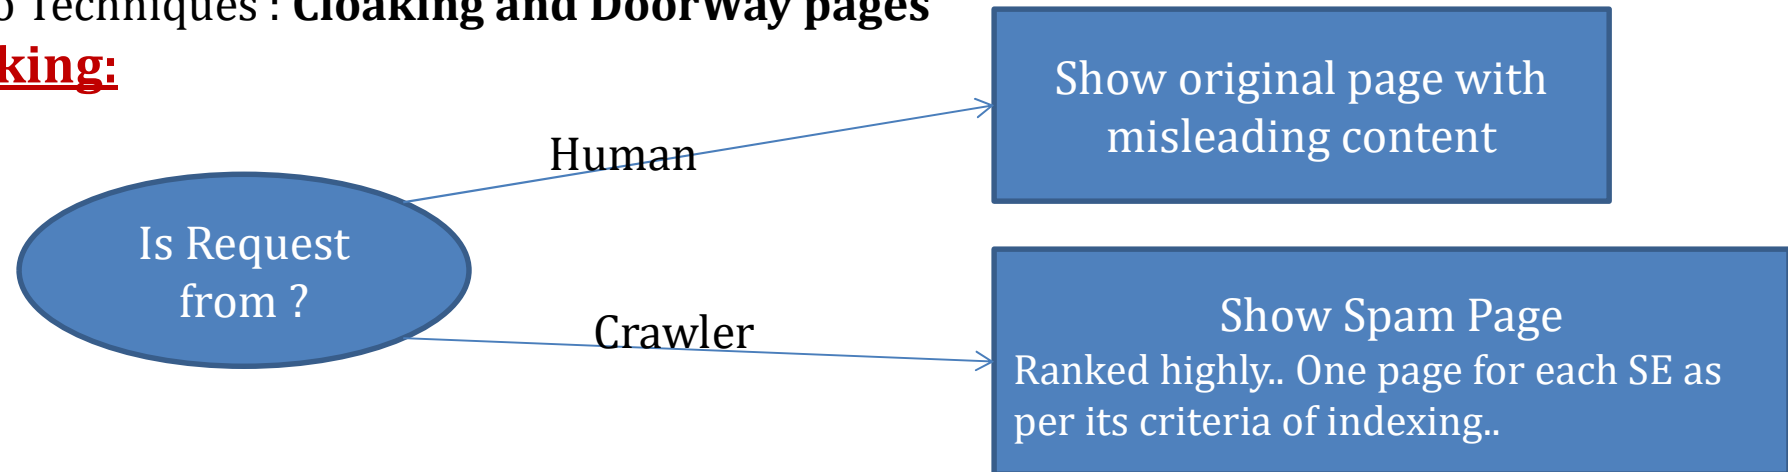 Techniques : Cloaking and DoorWay pages
king:
Show original page with
misleading content
Human
Is Request
from ?
Crawler
Show Spam Page
Ranked highly.. One page for each SE as
per its criteria of indexing..